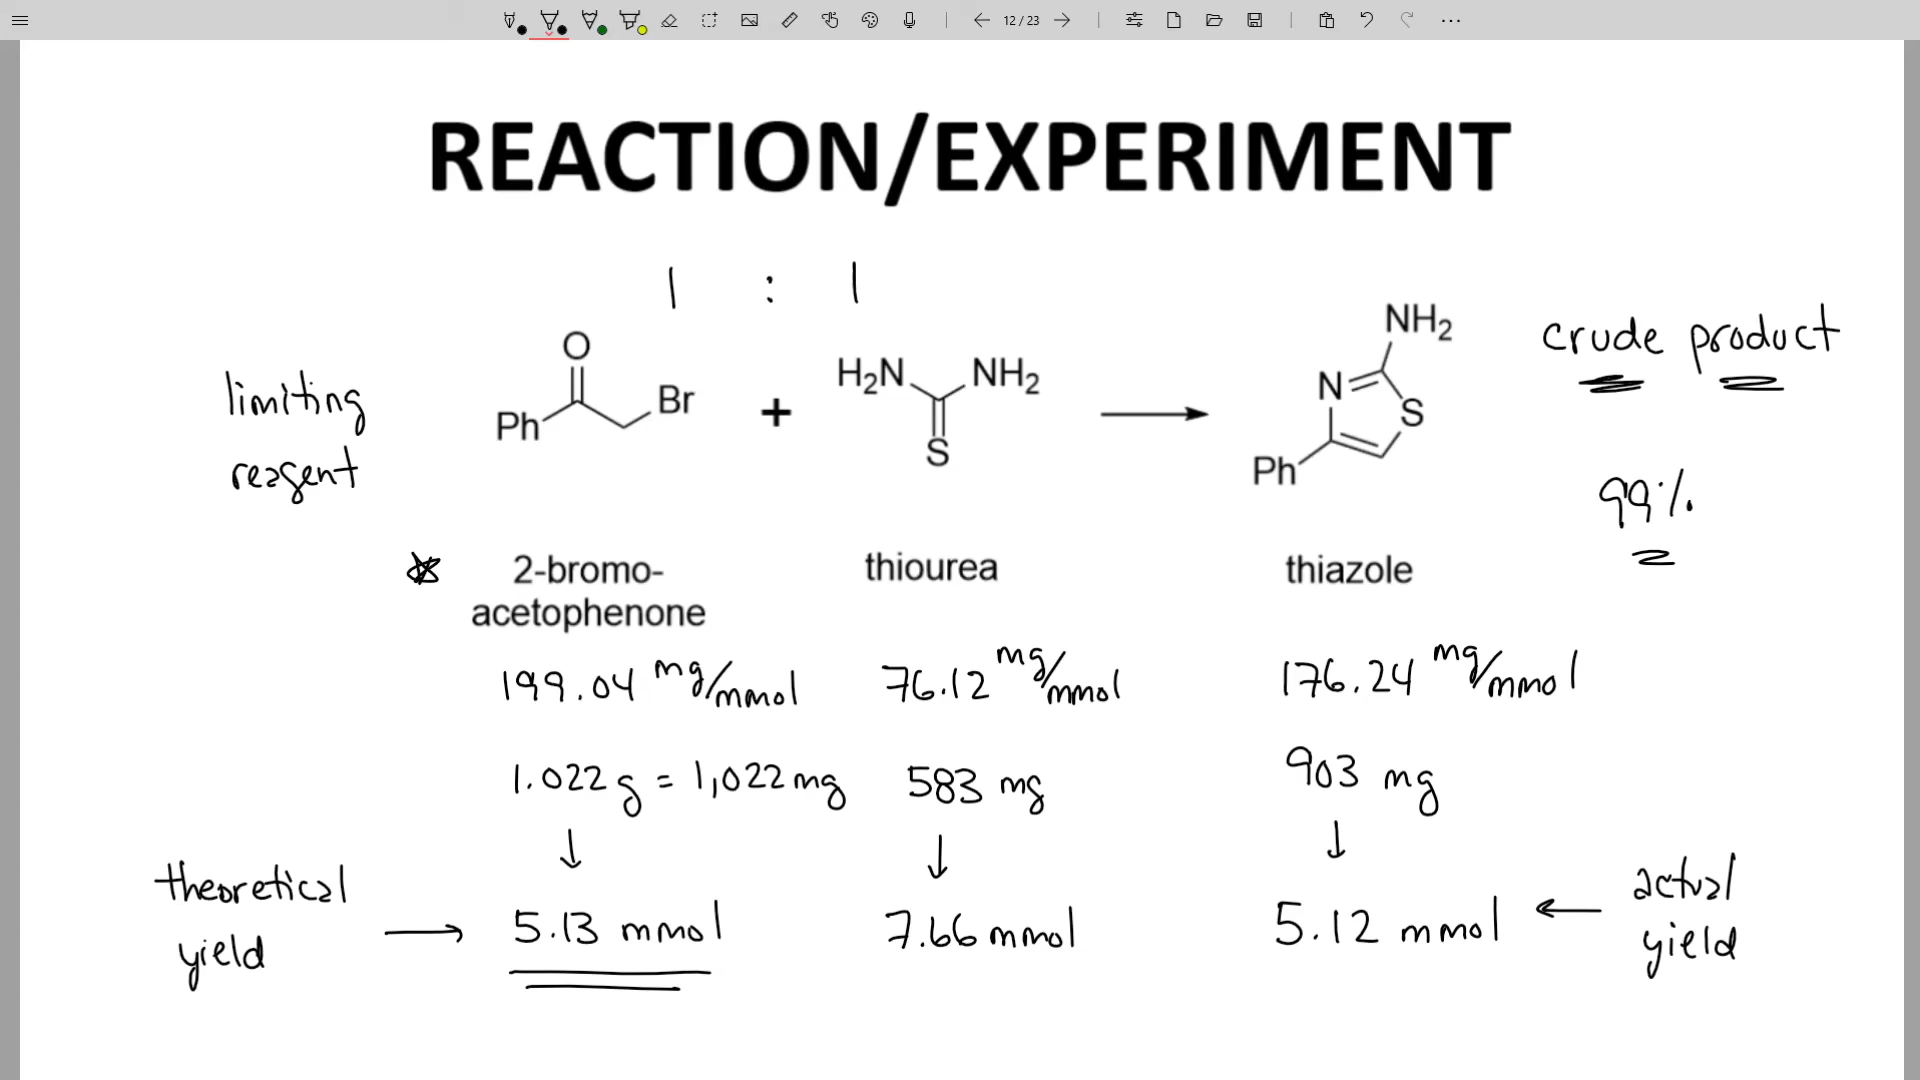 12 / 23
REACTION/EXPERIMENT
1 : 1
O
Ph
Br
+
H₂N NH₂
S
NH₂
N
S
Ph
crude product
99%
limiting
reagent
2-bromo-
acetophenone
thiourea
thiazole
199.04 mg/mmol
76.12 mg/mmol
176.24 mg/mmol
1.022 g = 1,022 mg
583 mg
903 mg
theoretical
yield
5.13 mmol
7.66 mmol
5.12 mmol
actual
yield